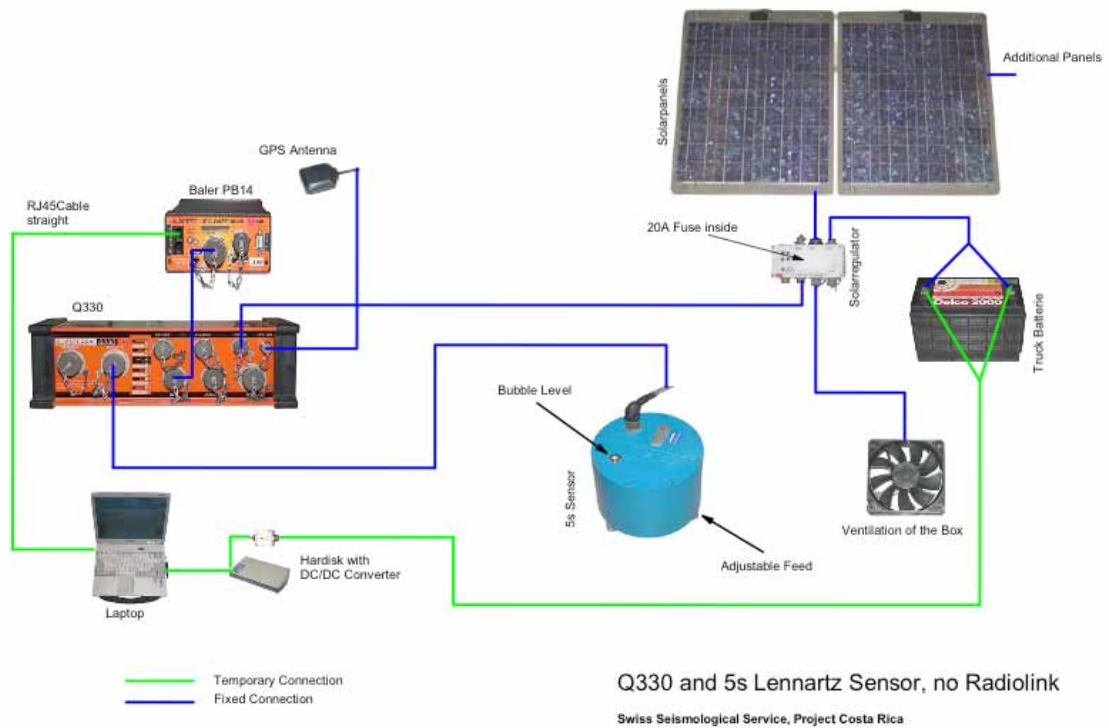 Additional Panels
Solarpanels
GPS Antenna
Baler PB14
RJ45Cable
straight
20A Fuse inside
Solarregulator
Q330
Delco 2000
Truck Batterie
Bubble Level
5s Sensor
Ventilation of the Box
Hardisk with
DC/DC Converter
Adjustable Feed
Laptop
Temporary Connection
Fixed Connection
Q330 and 5s Lennartz Sensor, no Radiolink
Swiss Seismological Service, Project Costa Rica